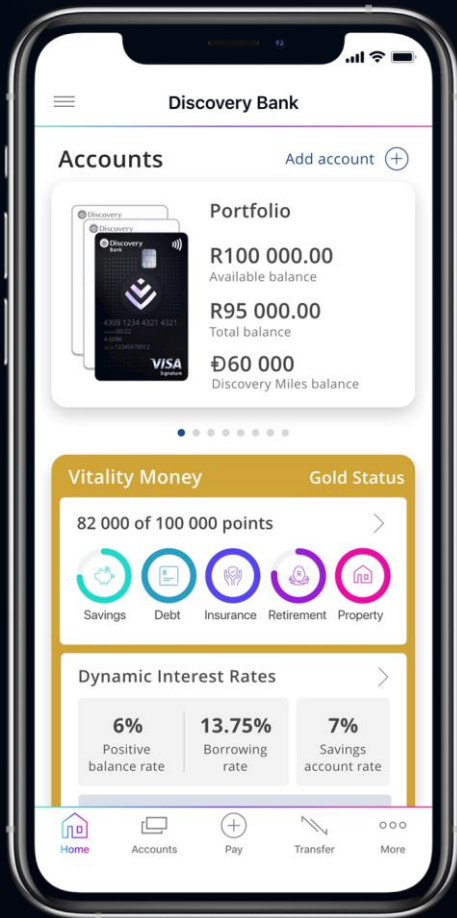 Discovery Bank
Accounts
Add account
Portfolio
Discovery
Discovery
Discovery
Bank
4309 1234 4321 4321
VISA
Signature
R100 000.00
Available balance
R95 000.00
Total balance
Đ60 000
Discovery Miles balance
Vitality Money
Gold Status
82 000 of 100 000 points
Savings
Debt
Insurance
Retirement
Property
Dynamic Interest Rates
6%
Positive
balance rate
13.75%
Borrowing
rate
7%
Savings
account rate
Home
Accounts
Pay
Transfer
More